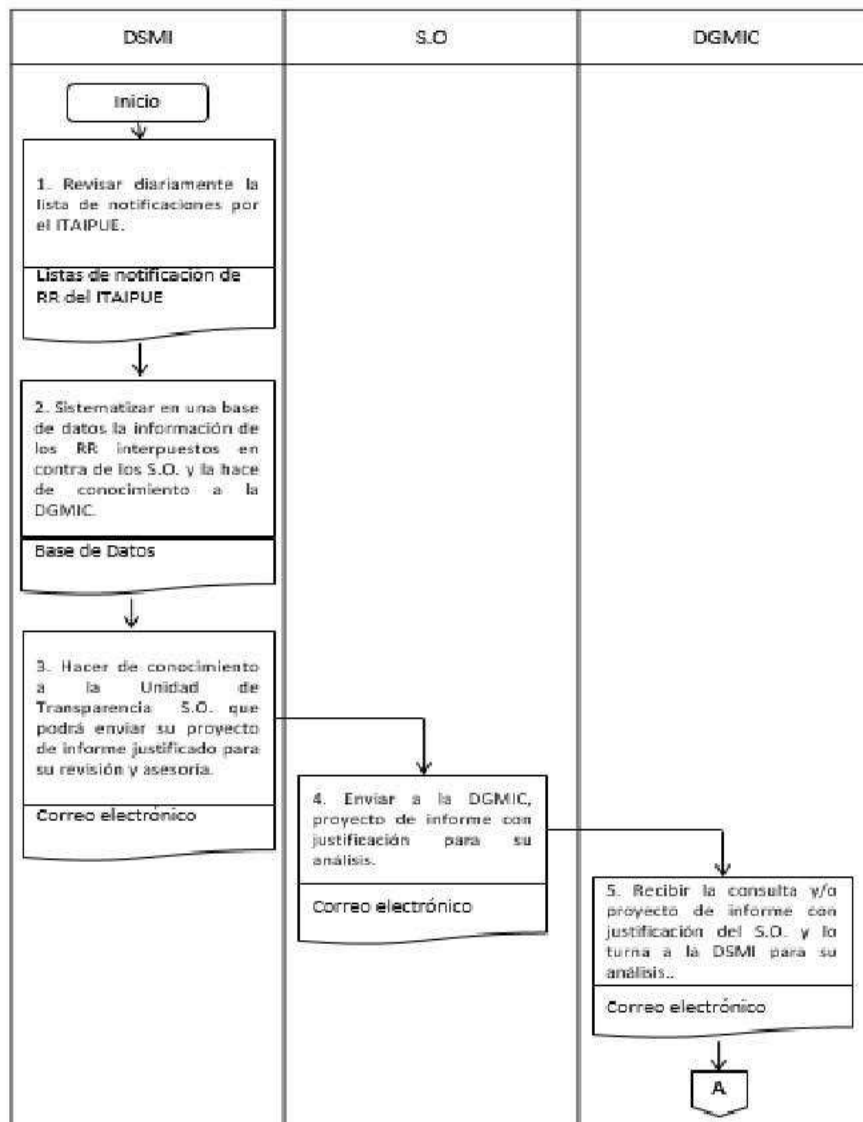 DSMI
S.O
DGMIC
Inicio
1. Revisar diariamente la
lista de notificaciones por
el ITAIPUE.
Listas de notificación de
RR del ITAIPUE
2. Sistematizar en una base
de datos la información de
los RR interpuestos en
contra de los S.O. y la hace
de conocimiento a la
DGMIC.
Base de Datos
3. Hacer de conocimiento
a la Unidad de
Transparencia S.O. que
podrá enviar su proyecto
de informe justificado para
su revisión y asesoría.
Correo electrónico
4. Enviar a la DGMIC,
proyecto de informe con
justificación para su
análisis.
Correo electrónico
5. Recibir la consulta y/o
proyecto de informe con
justificación del S.O. y lo
turna a la DSMI para su
análisis..
Correo electrónico
A